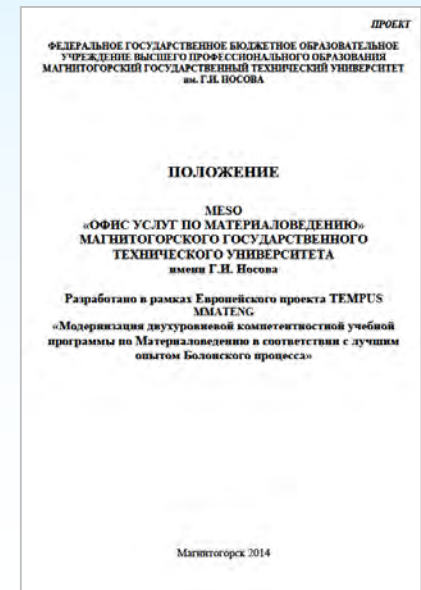 ПРОЕКТ
ФЕДЕРАЛЬНОЕ ГОСУДАРСТВЕННОЕ БЮДЖЕТНОЕ ОБРАЗОВАТЕЛЬНОЕ
УЧРЕЖДЕНИЕ ВЫСШЕГО ПРОФЕССИОНАЛЬНОГО ОБРАЗОВАНИЯ
МАГНИТОГОРСКИЙ ГОСУДАРСТВЕННЫЙ ТЕХНИЧЕСКИЙ УНИВЕРСИТЕТ
им. Г.И. НОСОВА
ПОЛОЖЕНИЕ
MESO
«ОФИС УСЛУГ ПО МАТЕРИАЛОВЕДЕНИЮ»
МАГНИТОГОРСКОГО ГОСУДАРСТВЕННОГО
ТЕХНИЧЕСКОГО УНИВЕРСИТЕТА
имени Г.И. Носова
Разработано в рамках Европейского проекта TEMPUS
MMATENG
«Модернизация двухуровневой компетентностной учебной
программы по Материаловедению в соответствии с лучшим
опытом Болонского процесса»
Магнитогорск 2014